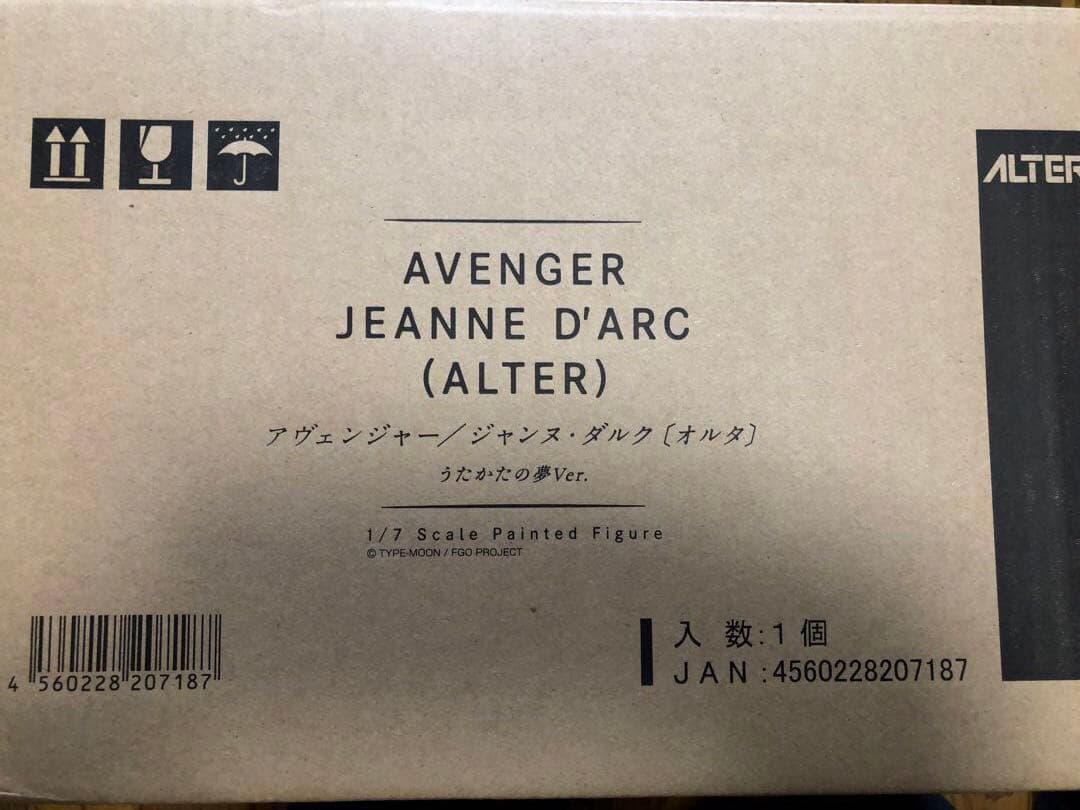 ALTER
AVENGER
JEANNE D'ARC
(ALTER)
アヴェンジャー／ジャンヌ・ダルク〔オルタ〕
うたかたの夢Ver.
1/7 Scale Painted Figure
© TYPE-MOON / FGO PROJECT
4 560228 207187
入数:1個
JAN:4560228207187